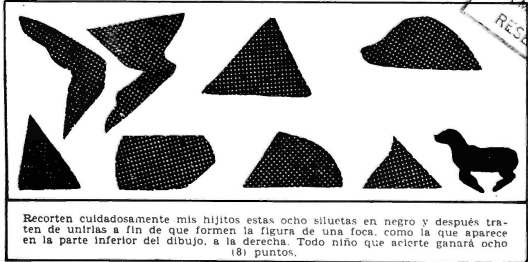 RESE
Recorten cuidadosamente mis hijitos estas ocho siluetas en negro y después tra-
ten de unirlas a fin de que formen la figura de una foca, como la que aparece
en la parte inferior del dibujo, a la derecha. Todo niño que acierte ganará ocho
(8) puntos.